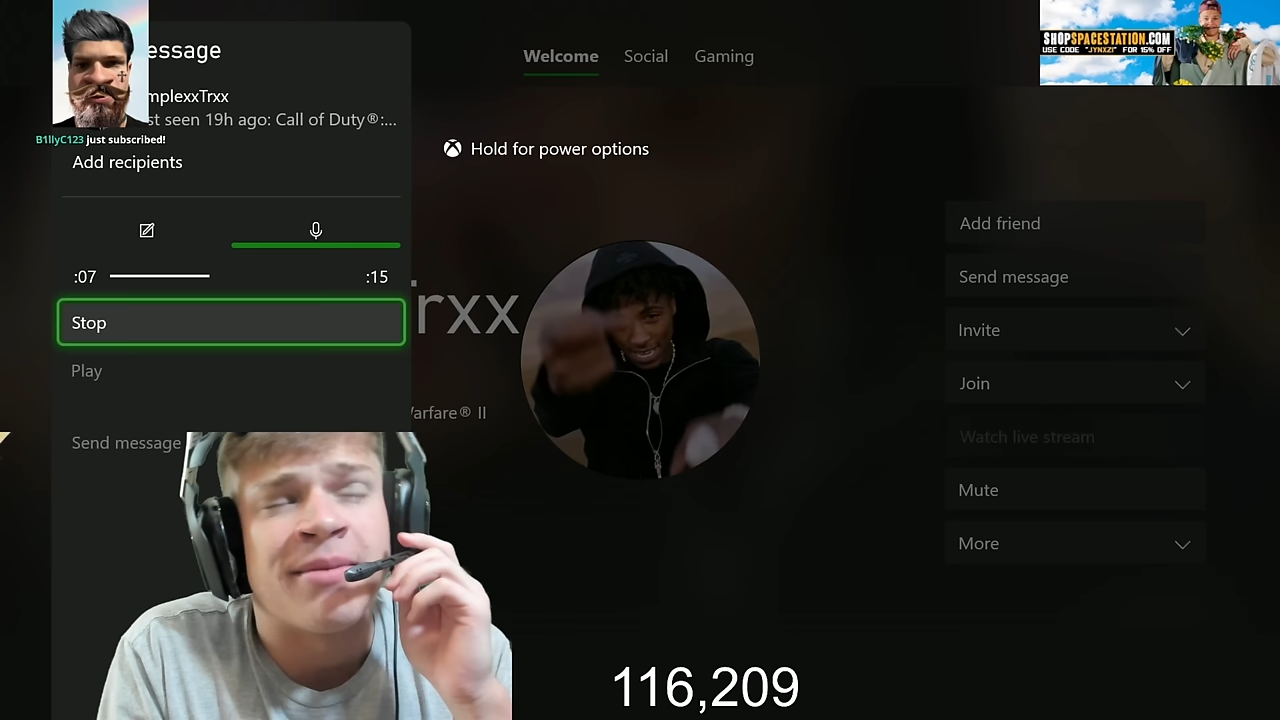 essage
mplexxTrxx
st seen 19h ago: Call of Duty®:...
B1llyC123 just subscribed!
Add recipients
:07
:15
Stop
Play
Send message
Welcome
Social
Gaming
Hold for power options
rxx
arfare® II
SHOPSPACESTATION.COM
USE CODE "JYNXZI" FOR 15% OFF
Add friend
Send message
Invite
Join
Watch live stream
Mute
More
116,209